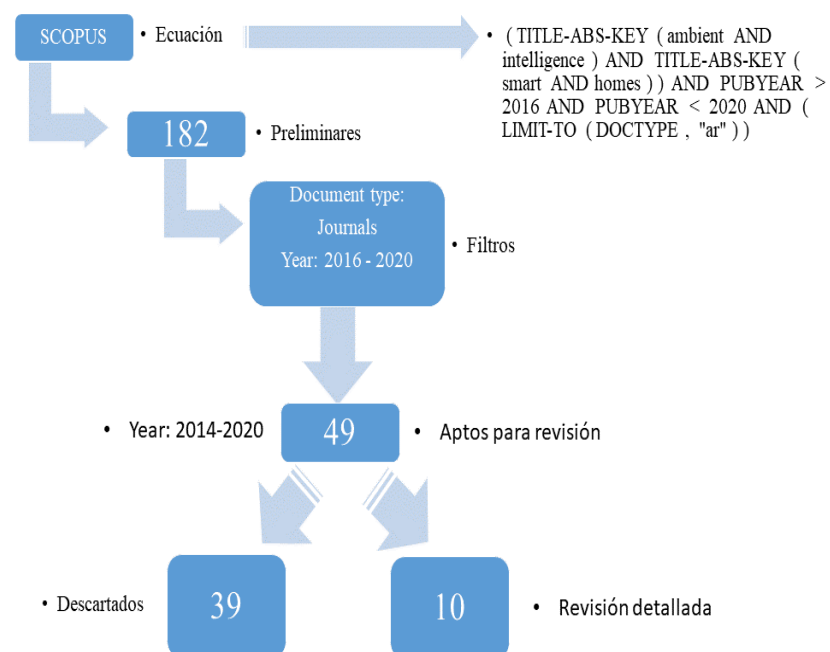 SCOPUS
• Ecuación
• ( TITLE-ABS-KEY ( ambient AND
intelligence ) AND TITLE-ABS-KEY (
smart AND homes ) ) AND PUBYEAR >
2016 AND PUBYEAR < 2020 AND (
LIMIT-TO ( DOCTYPE , "ar" ) )
182
• Preliminares
Document type:
Journals
Year: 2016 - 2020
• Filtros
• Year: 2014-2020
49
• Aptos para revisión
• Descartados
39
10
• Revisión detallada